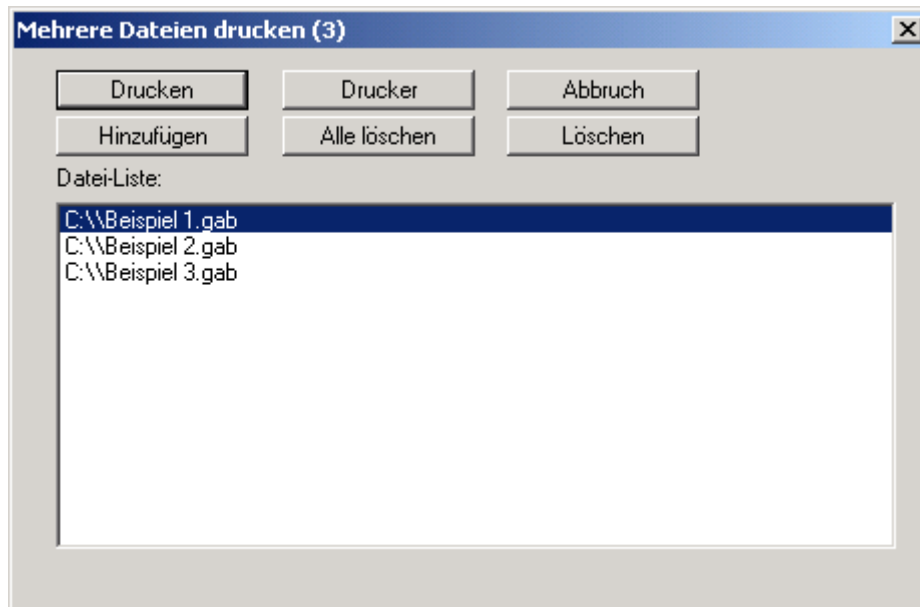 Mehrere Dateien drucken (3)
Drucken Drucker Abbruch
Hinzufügen Alle löschen Löschen
Datei-Liste:
C:\\Beispiel 1.gab
C:\\Beispiel 2.gab
C:\\Beispiel 3.gab